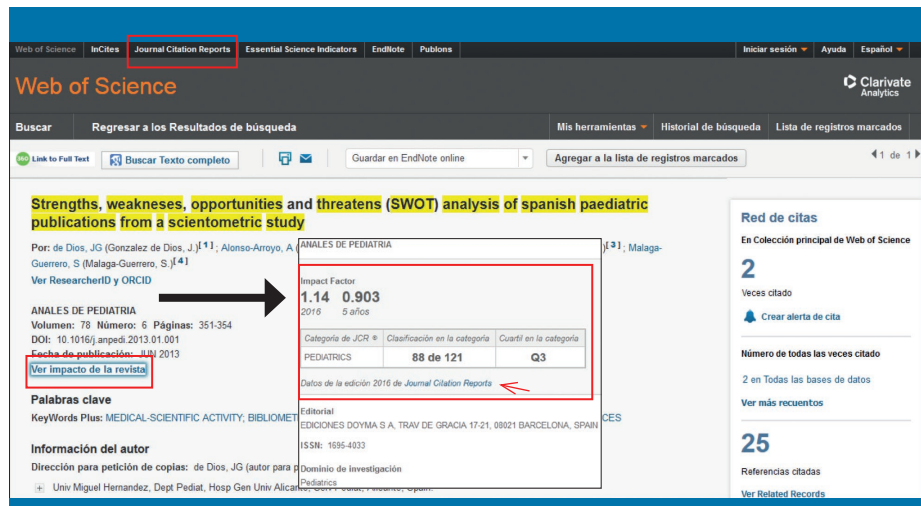 Web of Science InCites Journal Citation Reports Essential Science Indicators EndNote Publons Iniciar sesión Ayuda Español
Web of Science
Clarivate
Analytics
Buscar Regresar a los Resultados de búsqueda Mis herramientas Historial de búsqueda Lista de registros marcados
360 Link to Full Text Buscar Texto completo Guardar en EndNote online Agregar a la lista de registros marcados 1 de 1
Strengths, weakneses, opportunities and threatens (SWOT) analysis of spanish paediatric
publications from a scientometric study
Por: de Dios, JG (Gonzalez de Dios, J.)[1]; Alonso-Arroyo, A ( )[3]; Malaga-
Guerrero, S (Malaga-Guerrero, S.)[4]
Ver ResearcherID y ORCID
ANALES DE PEDIATRIA
Volumen: 78 Número: 6 Páginas: 351-354
DOI: 10.1016/j.anpedi.2013.01.001
Fecha de publicación: JUN 2013
Ver impacto de la revista
Palabras clave
KeyWords Plus: MEDICAL-SCIENTIFIC ACTIVITY; BIBLIOMET CES
Información del autor
Dirección para petición de copias: de Dios, JG (autor para p
Univ Miguel Hernandez, Dept Pediat, Hosp Gen Univ Alicante,
ANALES DE PEDIATRIA
Impact Factor
1.14 0.903
2016 5 años
Categoría de JCR ® Clasificación en la categoría Cuartil en la categoría
PEDIATRICS 88 de 121 Q3
Datos de la edición 2016 de Journal Citation Reports
Editorial
EDICIONES DOYMA S A, TRAV DE GRACIA 17-21, 08021 BARCELONA, SPAIN
ISSN: 1695-4033
Dominio de investigación
Pediatrics
Red de citas
En Colección principal de Web of Science
2
Veces citado
Crear alerta de cita
Número de todas las veces citado
2 en Todas las bases de datos
Ver más recuentos
25
Referencias citadas
Ver Related Records